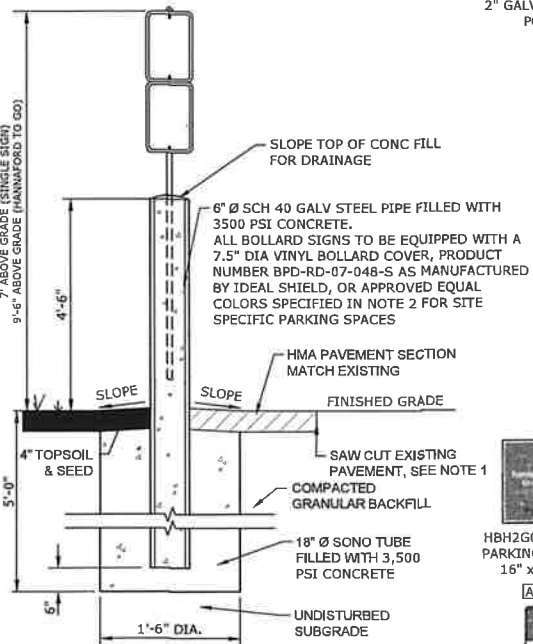 2" GALV
PO
7' ABOVE GRADE (SINGLE SIGN)
9'-6" ABOVE GRADE (HANNAFORD TO GO)
SLOPE TOP OF CONC FILL
FOR DRAINAGE
6" Ø SCH 40 GALV STEEL PIPE FILLED WITH
3500 PSI CONCRETE.
ALL BOLLARD SIGNS TO BE EQUIPPED WITH A
7.5" DIA VINYL BOLLARD COVER, PRODUCT
NUMBER BPD-RD-07-048-S AS MANUFACTURED
BY IDEAL SHIELD, OR APPROVED EQUAL
COLORS SPECIFIED IN NOTE 2 FOR SITE
SPECIFIC PARKING SPACES
4'-6"
HMA PAVEMENT SECTION
MATCH EXISTING
SLOPE
SLOPE
FINISHED GRADE
4" TOPSOIL
& SEED
SAW CUT EXISTING
PAVEMENT, SEE NOTE 1
5'-0"
COMPACTED
GRANULAR BACKFILL
HBH2G
PARKING
16" x
A
18" Ø SONO TUBE
FILLED WITH 3,500
PSI CONCRETE
6"
UNDISTURBED
SUBGRADE
1'-6" DIA.